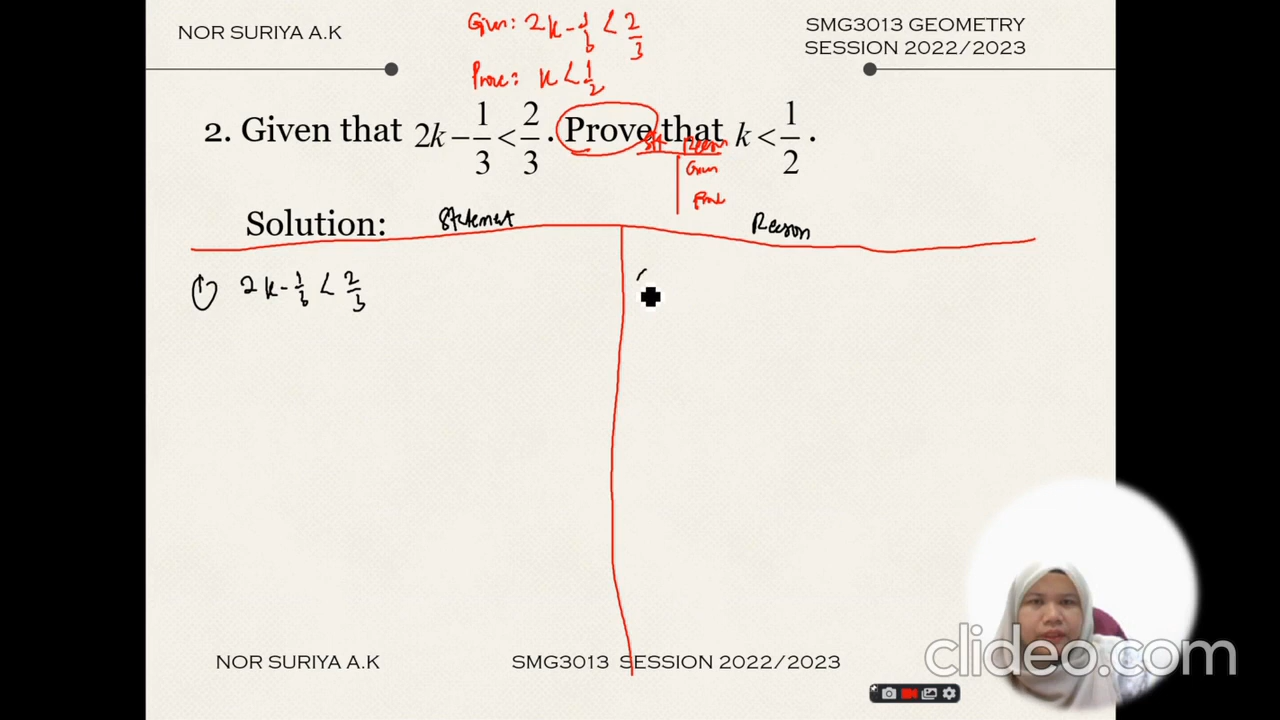 NOR SURIYA A.K
SMG3013 GEOMETRY
SESSION 2022/2023
Given: 2k - 1/3 < 2/3
Prove: k < 1/2
2. Given that 2k − 1/3 < 2/3 . Prove that k < 1/2 .
Stt Reason
Given
Prove
Solution:
Statement
Reason
① 2k - 1/3 < 2/3
NOR SURIYA A.K
SMG3013 SESSION 2022/2023
clideo.com